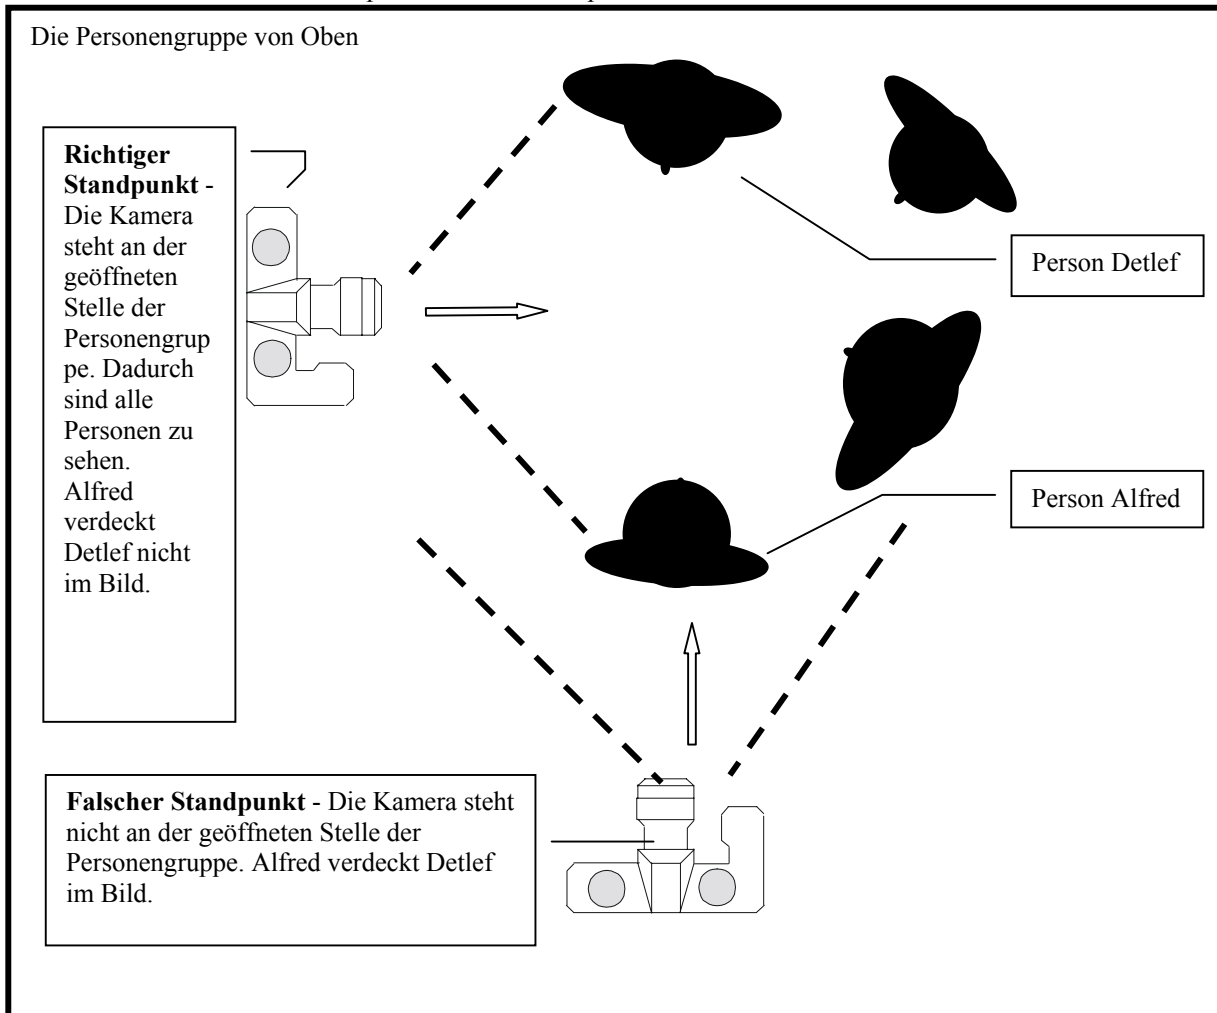 Die Personengruppe von Oben
Richtiger
Standpunkt -
Die Kamera
steht an der
geöffneten
Stelle der
Personengrup
pe. Dadurch
sind alle
Personen zu
sehen.
Alfred
verdeckt
Detlef nicht
im Bild.
Person Detlef
Person Alfred
Falscher Standpunkt - Die Kamera steht
nicht an der geöffneten Stelle der
Personengruppe. Alfred verdeckt Detlef
im Bild.